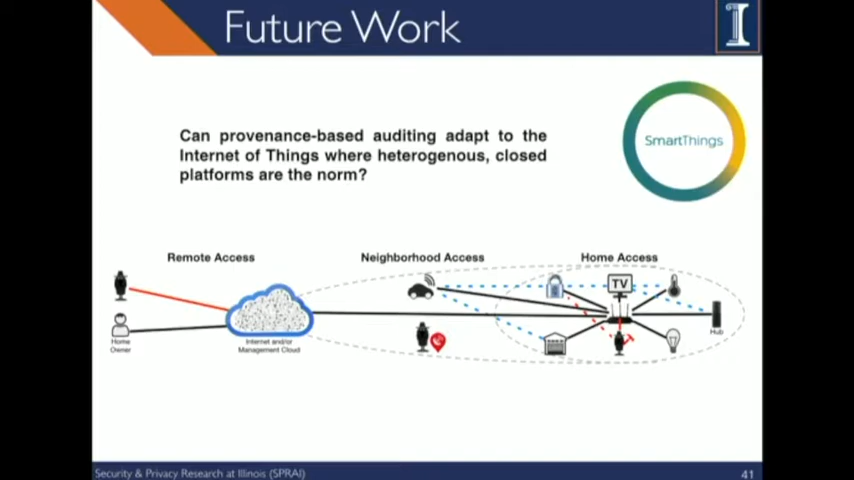 Future Work
I
Can provenance-based auditing adapt to the
Internet of Things where heterogenous, closed
platforms are the norm?
SmartThings
Remote Access
Neighborhood Access
Home Access
TV
Hub
Home
Owner
Internet and/or
Management Cloud
Security & Privacy Research at Illinois (SPRAI)
41